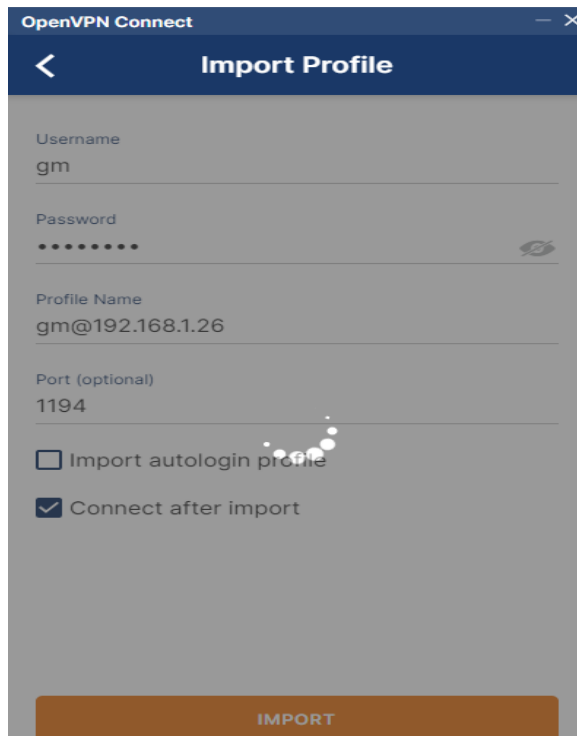 OpenVPN Connect
Import Profile
Username
gm
Password
••••••••
Profile Name
gm@192.168.1.26
Port (optional)
1194
Import autologin profile
Connect after import
IMPORT